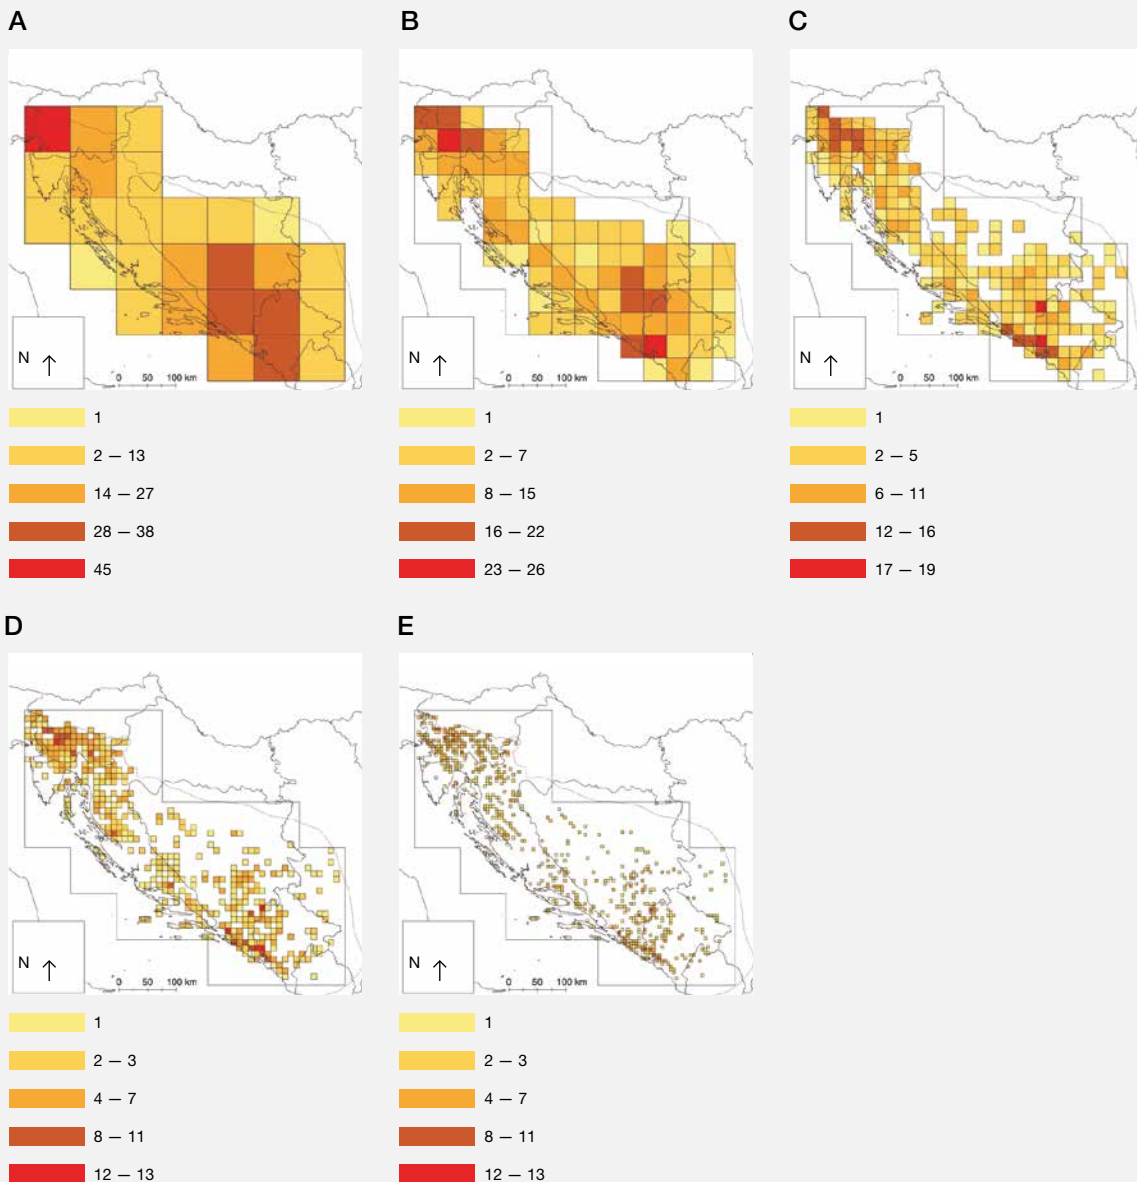 A
B
C
N
0 50 100 km
N
0 50 100 km
N
0 50 100 km
1
2 — 13
14 — 27
28 — 38
45
1
2 — 7
8 — 15
16 — 22
23 — 26
1
2 — 5
6 — 11
12 — 16
17 — 19
D
E
N
0 50 100 km
N
0 50 100 km
1
2 — 3
4 — 7
8 — 11
12 — 13
1
2 — 3
4 — 7
8 — 11
12 — 13